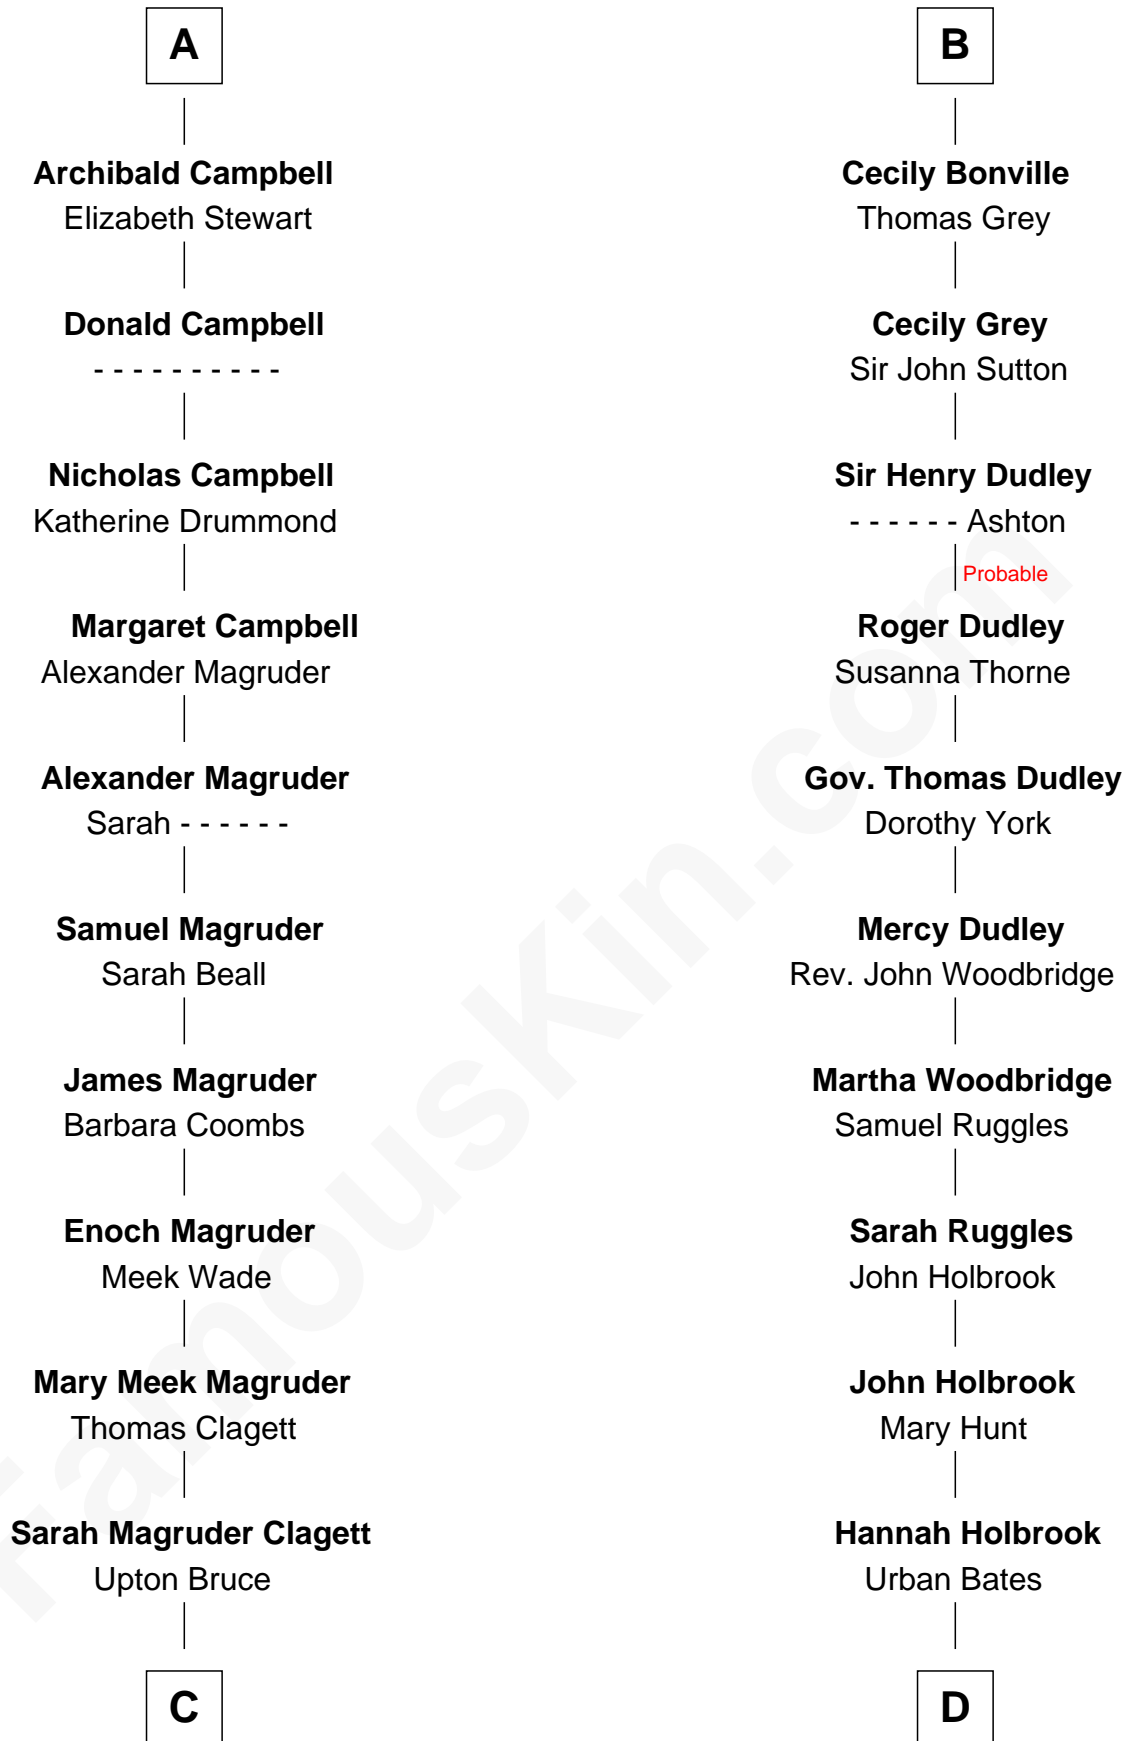 A
Archibald Campbell
Elizabeth Stewart
Donald Campbell
- - - - - - - - - -
Nicholas Campbell
Katherine Drummond
Margaret Campbell
Alexander Magruder
Alexander Magruder
Sarah - - - - - -
Samuel Magruder
Sarah Beall
James Magruder
Barbara Coombs
Enoch Magruder
Meek Wade
Mary Meek Magruder
Thomas Clagett
Sarah Magruder Clagett
Upton Bruce
C
B
Cecily Bonville
Thomas Grey
Cecily Grey
Sir John Sutton
Sir Henry Dudley
- - - - - - Ashton
Probable
Roger Dudley
Susanna Thorne
Gov. Thomas Dudley
Dorothy York
Mercy Dudley
Rev. John Woodbridge
Martha Woodbridge
Samuel Ruggles
Sarah Ruggles
John Holbrook
John Holbrook
Mary Hunt
Hannah Holbrook
Urban Bates
D
FamousKin.com